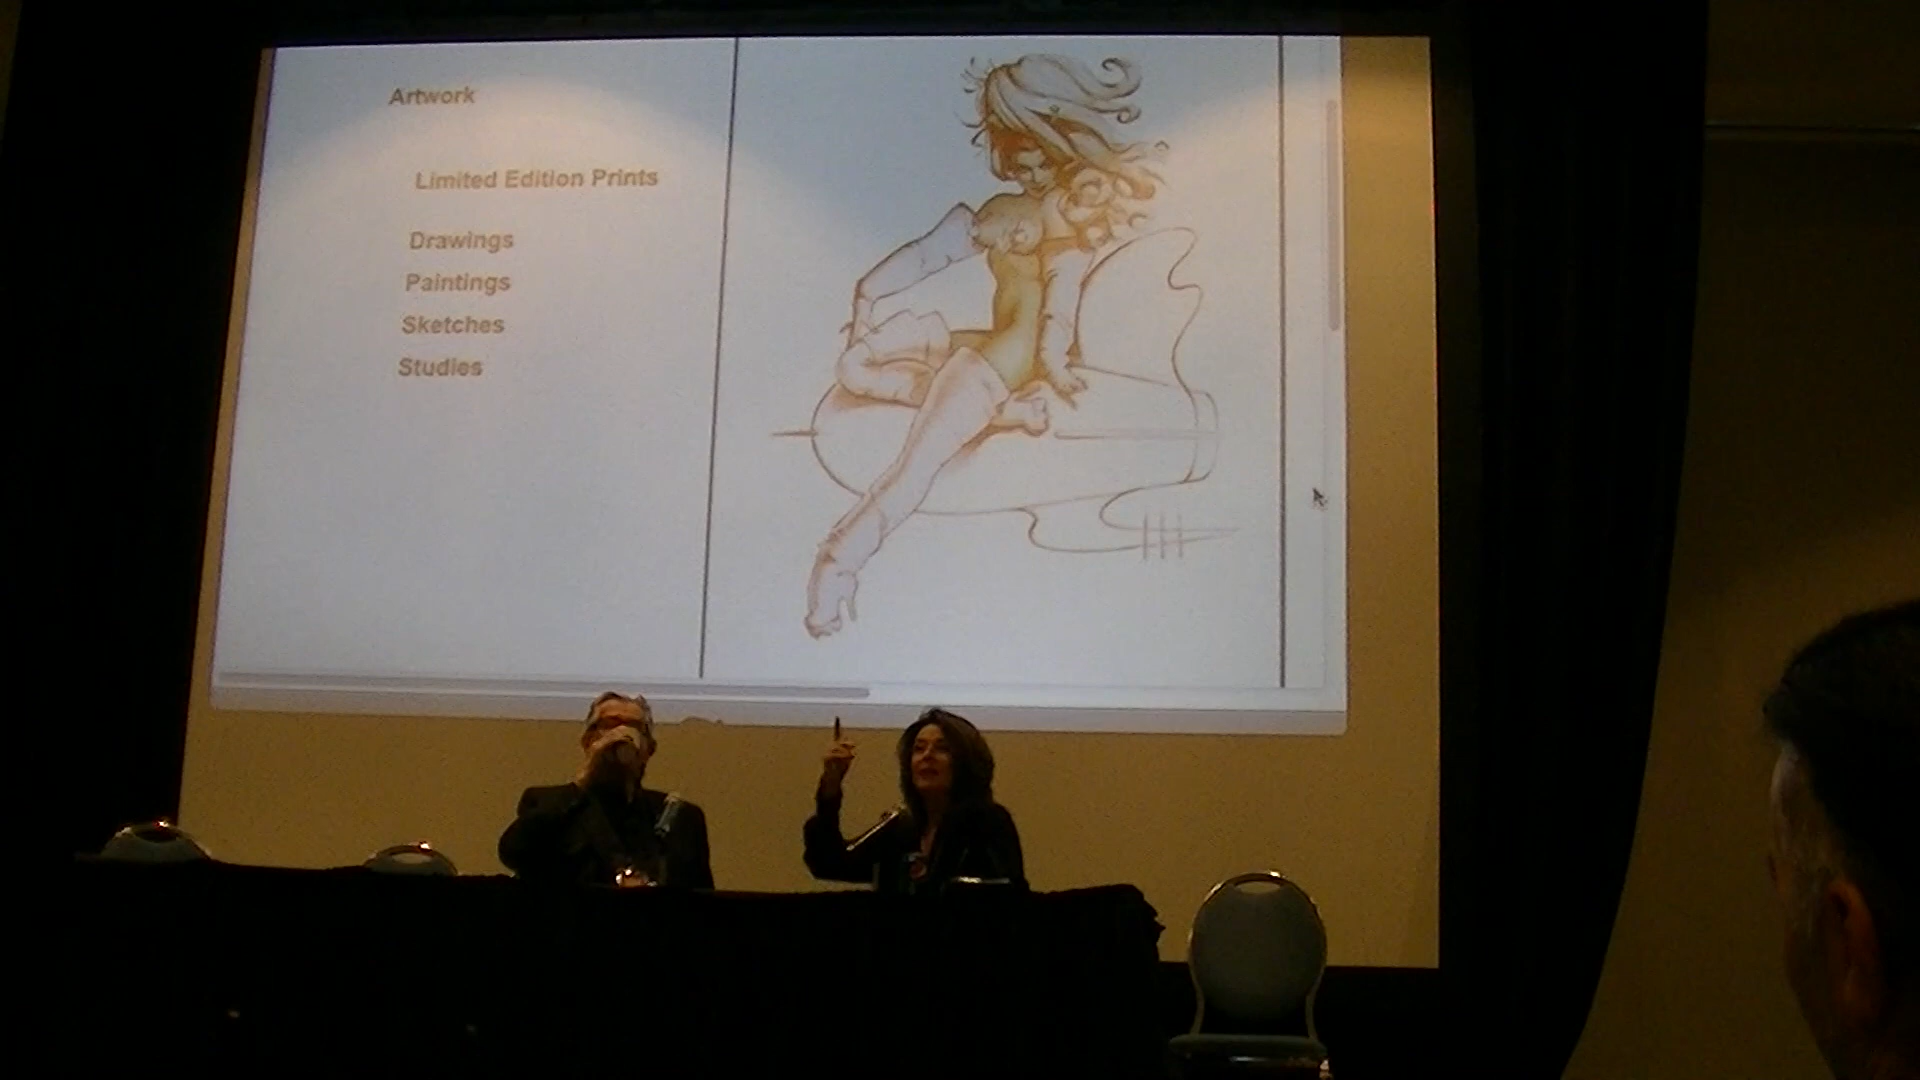 Artwork
Limited Edition Prints
Drawings
Paintings
Sketches
Studies